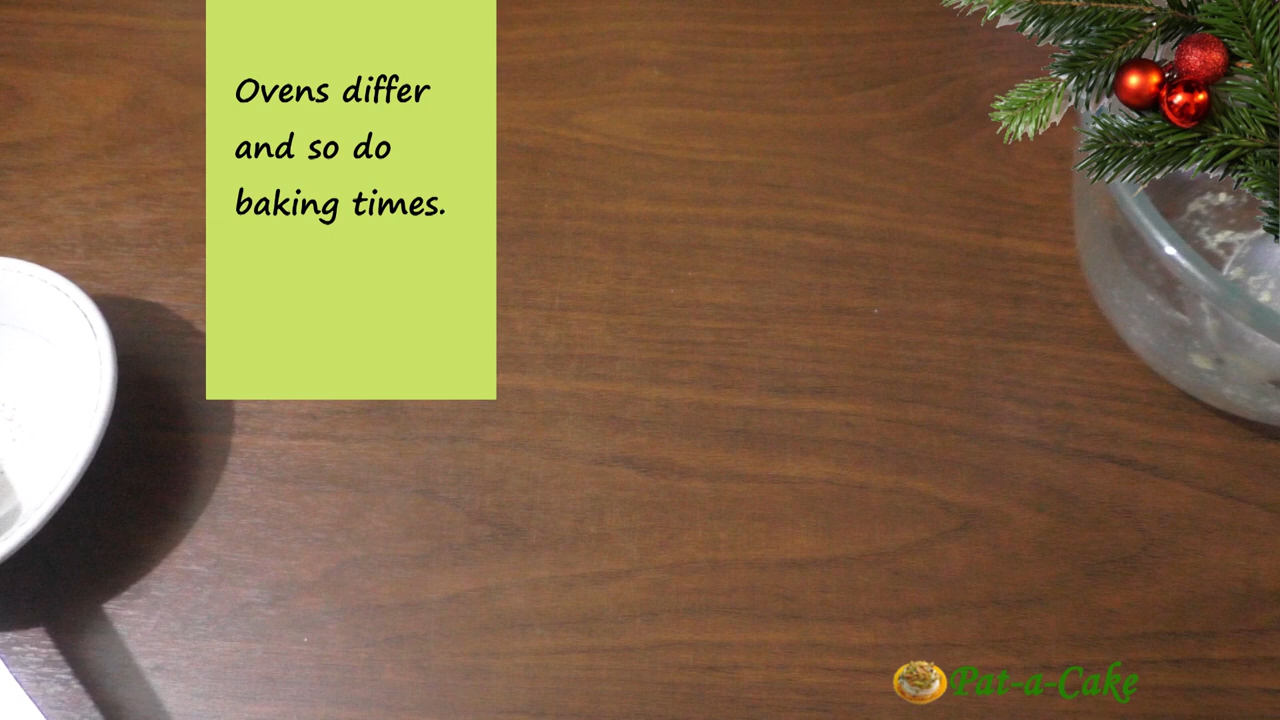 Ovens differ
and so do
baking times.
Pat-a-Cake